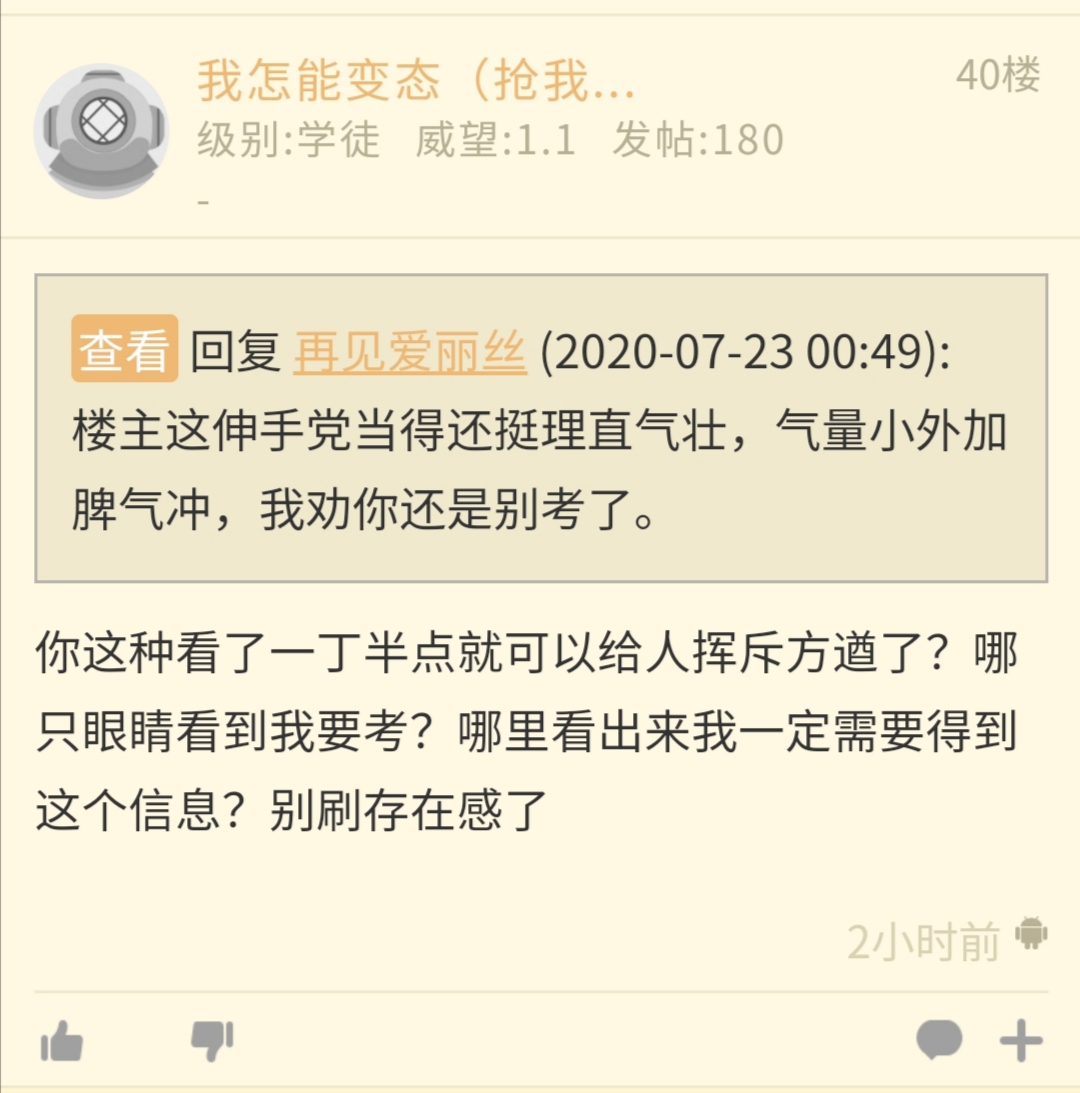 我怎能变态（抢我...
40楼
级别:学徒 威望:1.1 发帖:180
-
查看 回复 再见爱丽丝 (2020-07-23 00:49):
楼主这伸手党当得还挺理直气壮，气量小外加
脾气冲，我劝你还是别考了。
你这种看了一丁半点就可以给人挥斥方遒了？哪
只眼睛看到我要考？哪里看出来我一定需要得到
这个信息？别刷存在感了
2小时前